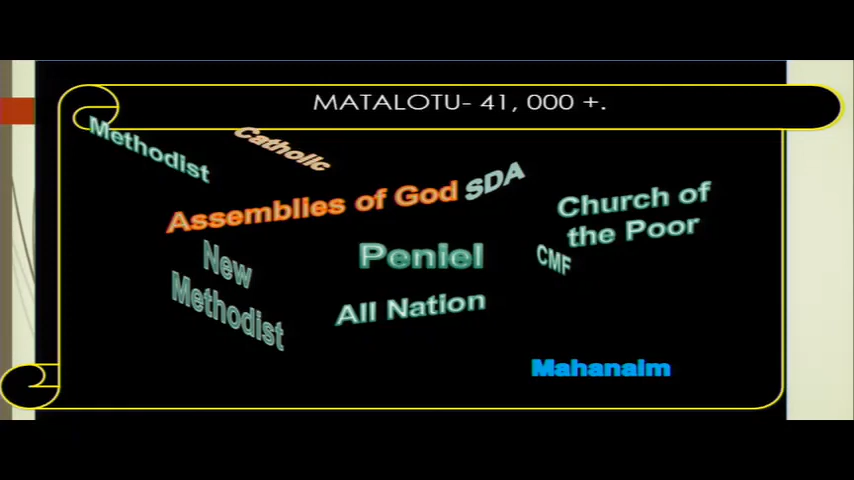 MATALOTU- 41, 000 +.
Methodist
Catholic
Assemblies of God
SDA
Church of
the Poor
New
Methodist
Peniel
CMF
All Nation
Mahanaim